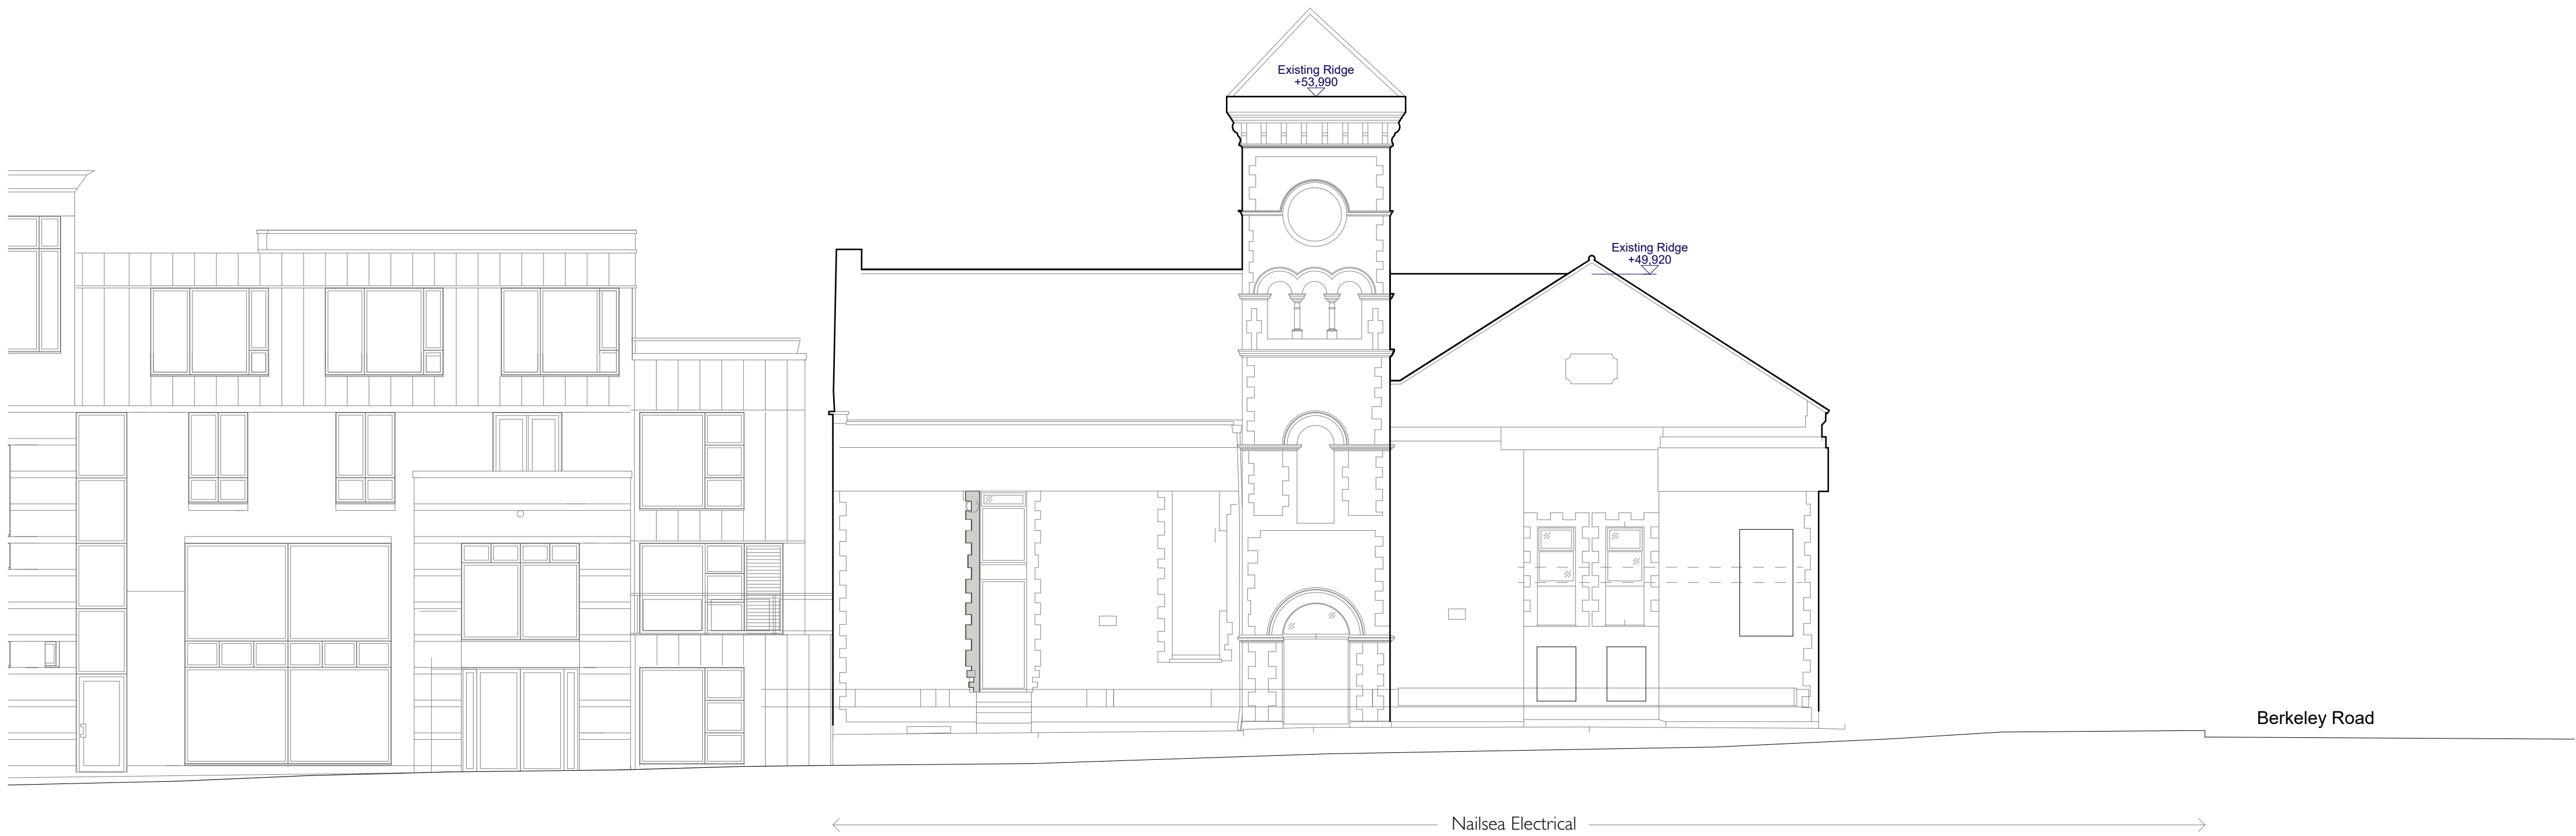 Existing Ridge
+53,990
Existing Ridge
+49,920
Berkeley Road
Nailsea Electrical